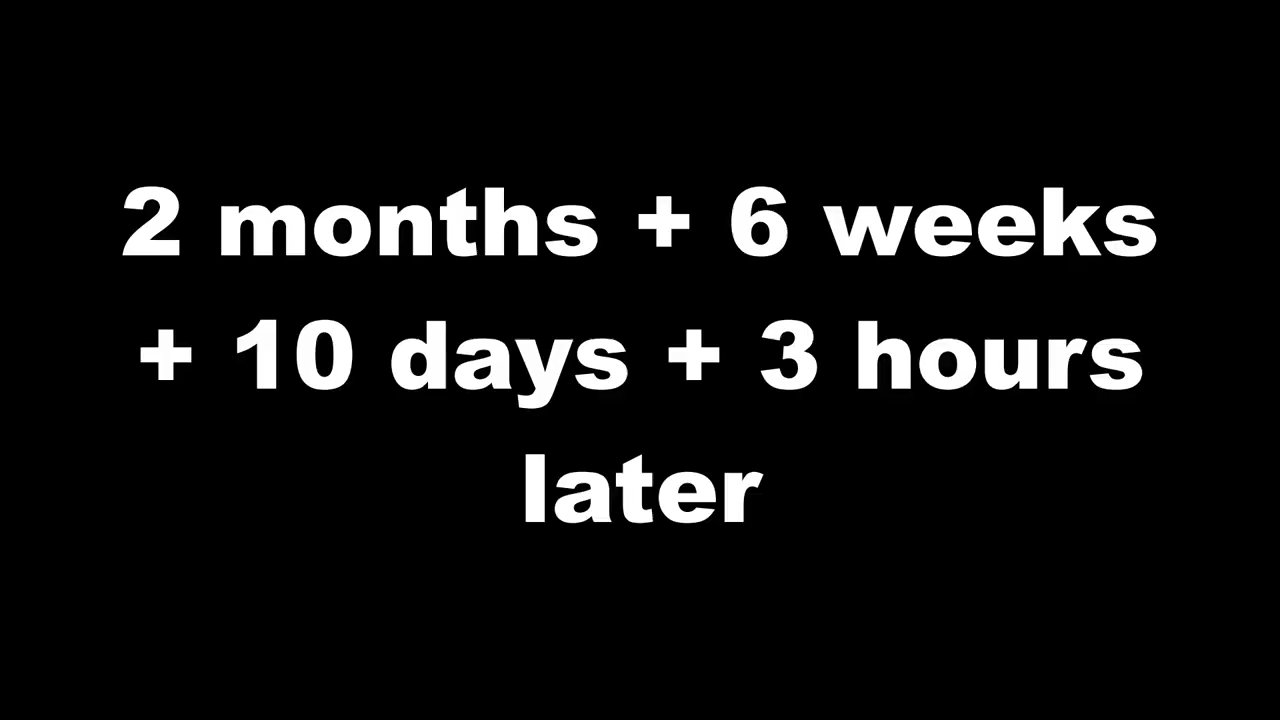 2 months + 6 weeks
+ 10 days + 3 hours
later